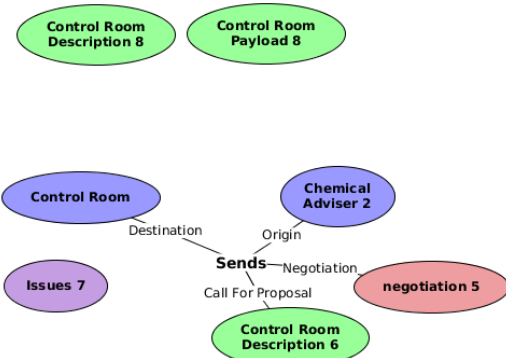 Control Room
Description 8
Control Room
Payload 8
Control Room
Chemical
Adviser 2
Destination
Origin
Sends
Negotiation
Issues 7
negotiation 5
Call For Proposal
Control Room
Description 6